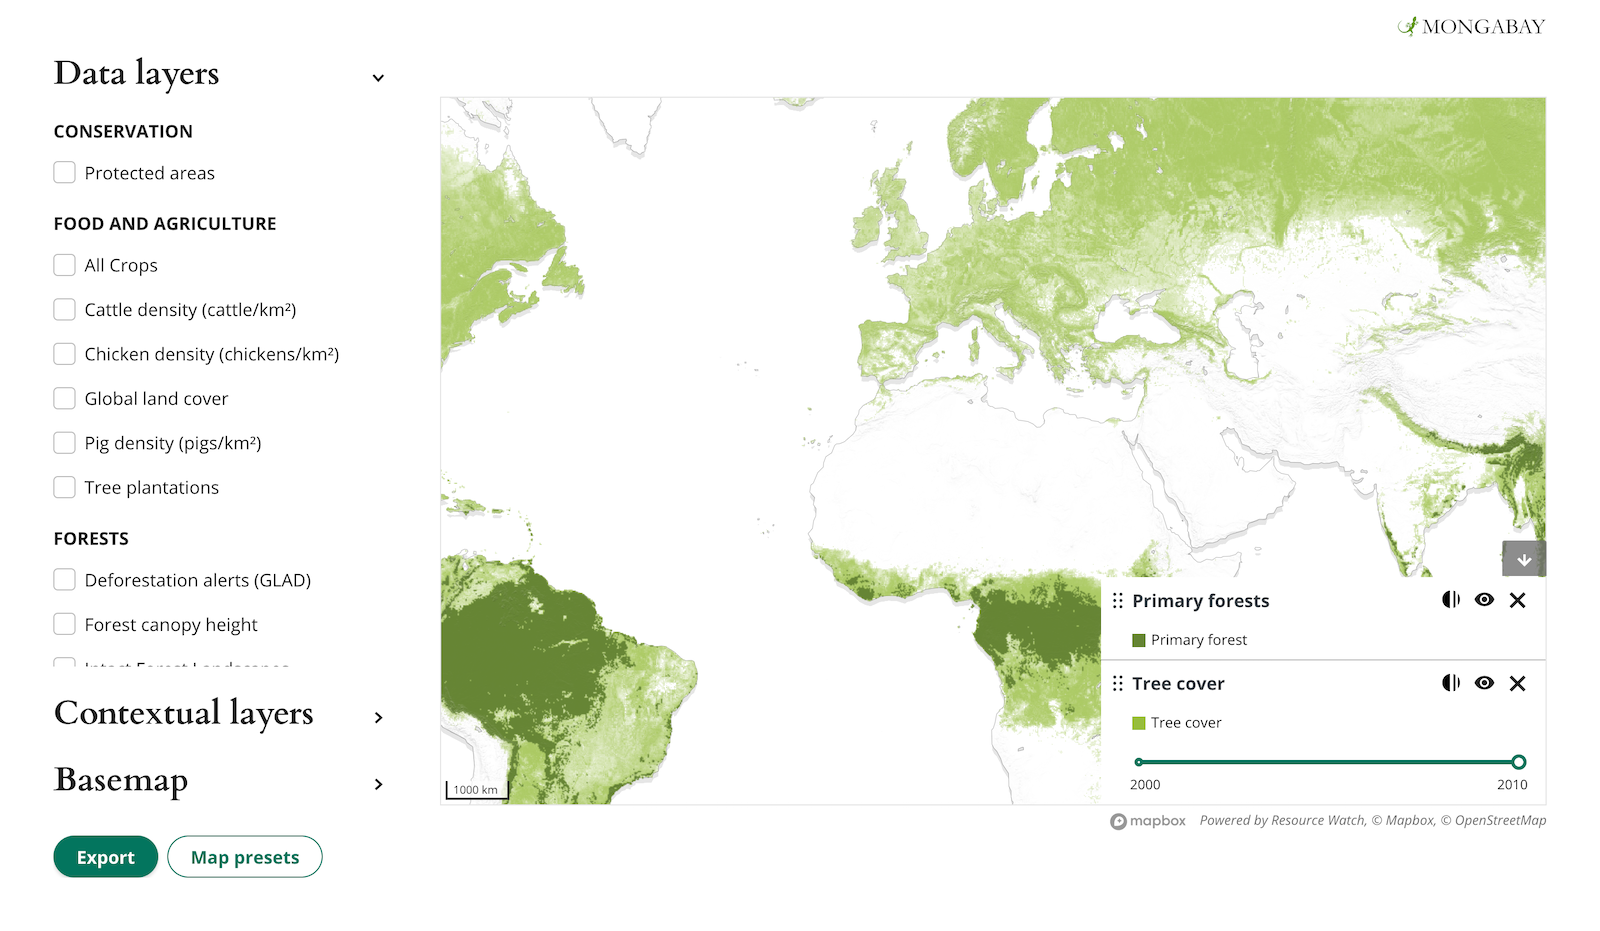 MONGABAY
Data layers
CONSERVATION
Protected areas
FOOD AND AGRICULTURE
All Crops
Cattle density (cattle/km²)
Chicken density (chickens/km²)
Global land cover
Pig density (pigs/km²)
Tree plantations
FORESTS
Deforestation alerts (GLAD)
Forest canopy height
Intact Forest Landscapes
Contextual layers
Basemap
Export
Map presets
Primary forests
Primary forest
Tree cover
Tree cover
2000
2010
1000 km
mapbox
Powered by Resource Watch, © Mapbox, © OpenStreetMap